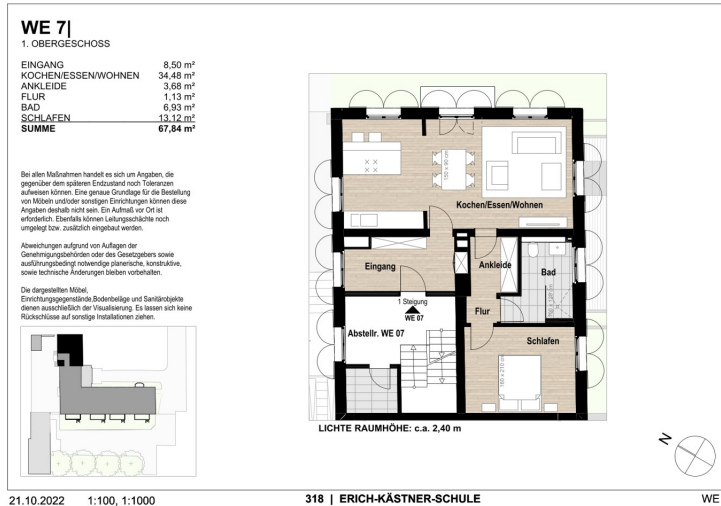 WE 7|
1. OBERGESCHOSS
EINGANG 8,50 m²
KOCHEN/ESSEN/WOHNEN 34,48 m²
ANKLEIDE 3,68 m²
FLUR 1,13 m²
BAD 6,93 m²
SCHLAFEN 13,12 m²
SUMME 67,84 m²
Bei allen Maßnahmen handelt es sich um Angaben, die
gegenüber dem späteren Endzustand noch Toleranzen
aufweisen können. Eine genaue Grundlage für die Bestellung
von Möbeln und/oder sonstigen Einrichtungen können diese
Angaben deshalb nicht sein. Ein Aufmaß vor Ort ist
erforderlich. Ebenfalls können Leitungsschächte noch
umgelegt bzw. zusätzlich eingebaut werden.
Abweichungen aufgrund von Auflagen der
Genehmigungsbehörden oder des Gesetzgebers sowie
ausführungsbedingt notwendige planerische, konstruktive,
sowie technische Änderungen bleiben vorbehalten.
Die dargestellten Möbel,
Einrichtungsgegenstände,Bodenbeläge und Sanitärobjekte
dienen ausschließlich der Visualisierung. Es lassen sich keine
Rückschlüsse auf sonstige Installationen ziehen.
150 x 90 cm
Kochen/Essen/Wohnen
Eingang
Ankleide
Bad
1 Steigung
WE 07
Flur
Abstellr. WE 07
Schlafen
160 x 210 cm
LICHTE RAUMHÖHE: c.a. 2,40 m
N
21.10.2022 1:100, 1:1000 318 | ERICH-KÄSTNER-SCHULE WE